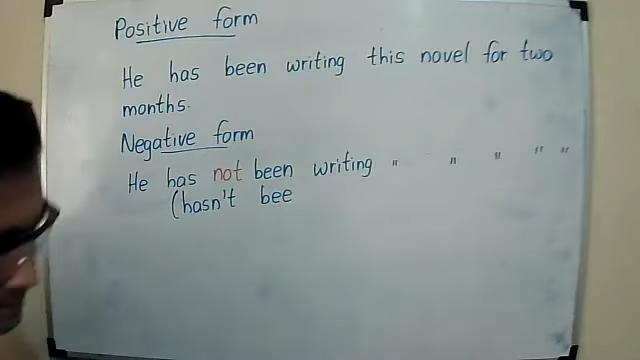 Positive form
He has been writing this novel for two
months.
Negative form
He has not been writing " " " " "
(hasn't bee